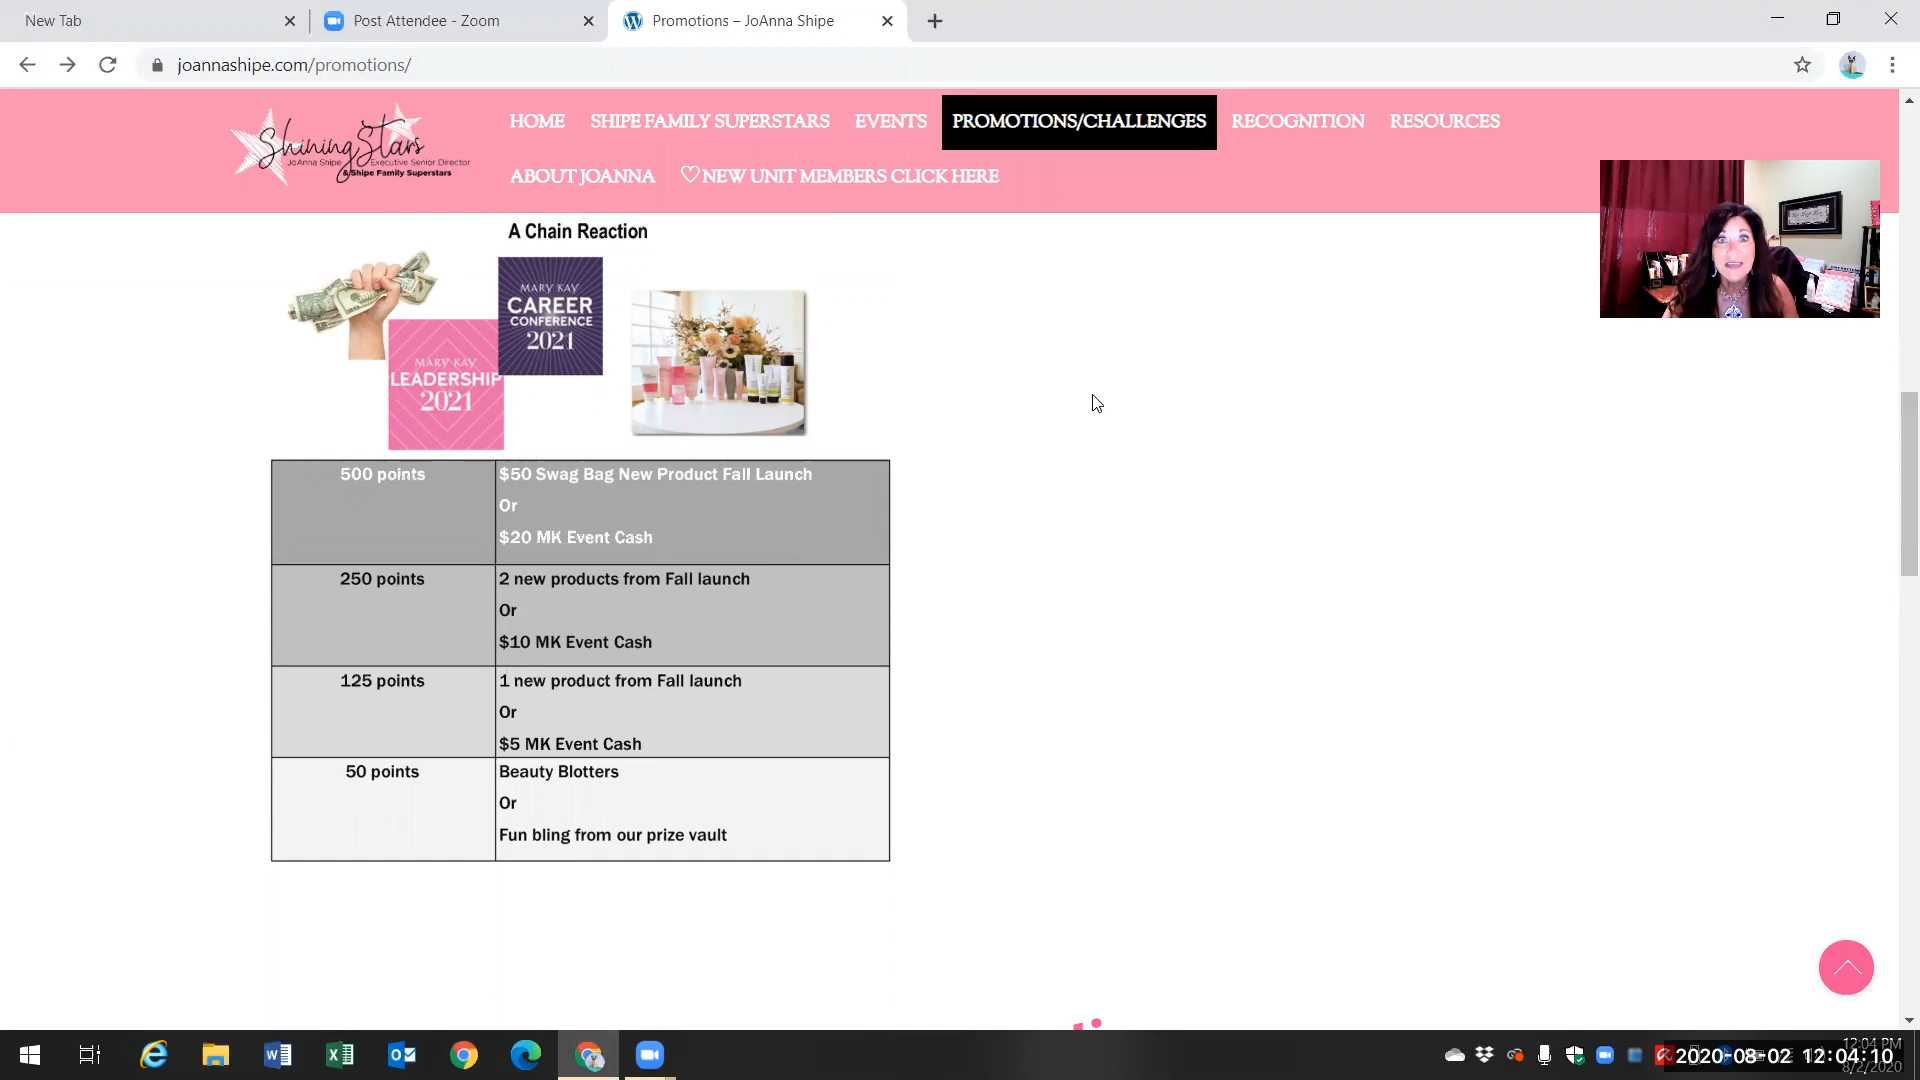 New Tab
Post Attendee - Zoom
Promotions – JoAnna Shipe
joannashipe.com/promotions/
Shining Stars
JoAnna Shipe Executive Senior Director
& Shipe Family Superstars
HOME SHIPE FAMILY SUPERSTARS EVENTS PROMOTIONS/CHALLENGES RECOGNITION RESOURCES
ABOUT JOANNA ♡NEW UNIT MEMBERS CLICK HERE
A Chain Reaction
MARY KAY
CAREER
CONFERENCE
2021
MARY KAY
LEADERSHIP
2021
500 points
$50 Swag Bag New Product Fall Launch
Or
$20 MK Event Cash
250 points
2 new products from Fall launch
Or
$10 MK Event Cash
125 points
1 new product from Fall launch
Or
$5 MK Event Cash
50 points
Beauty Blotters
Or
Fun bling from our prize vault
12:04 PM
2020-08-02 12:04:10
8/2/2020